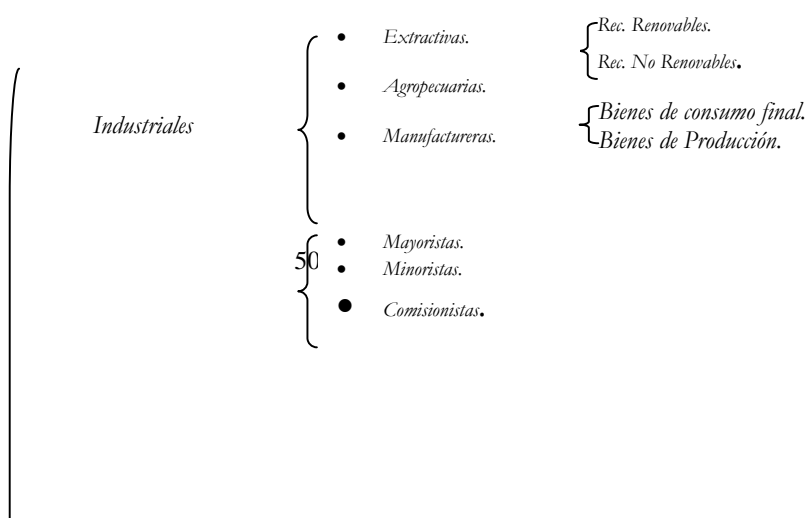 • Extractivas.
Rec. Renovables.
Rec. No Renovables.
• Agropecuarias.
Industriales
• Manufactureras.
Bienes de consumo final.
Bienes de Producción.
• Mayoristas.
50
• Minoristas.
• Comisionistas.